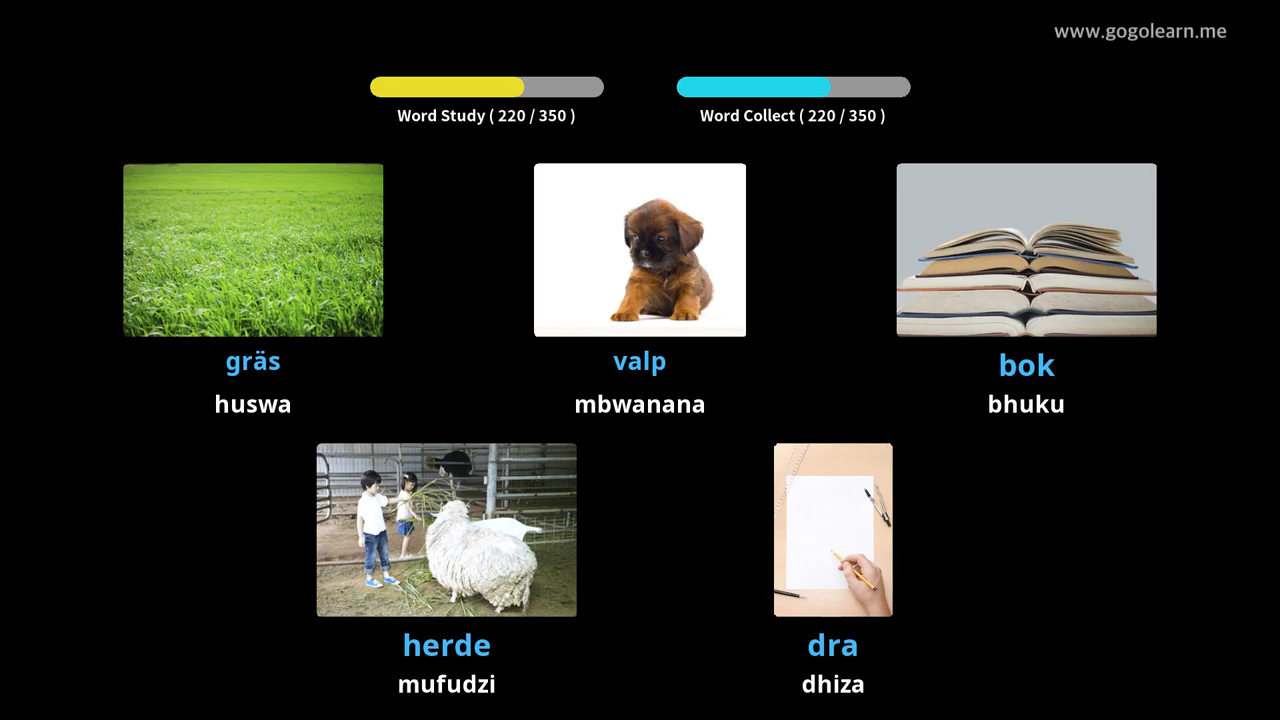 www.gogolearn.me
Word Study ( 220 / 350 )
Word Collect ( 220 / 350 )
gräs
huswa
valp
mbwanana
bok
bhuku
herde
mufudzi
dra
dhiza